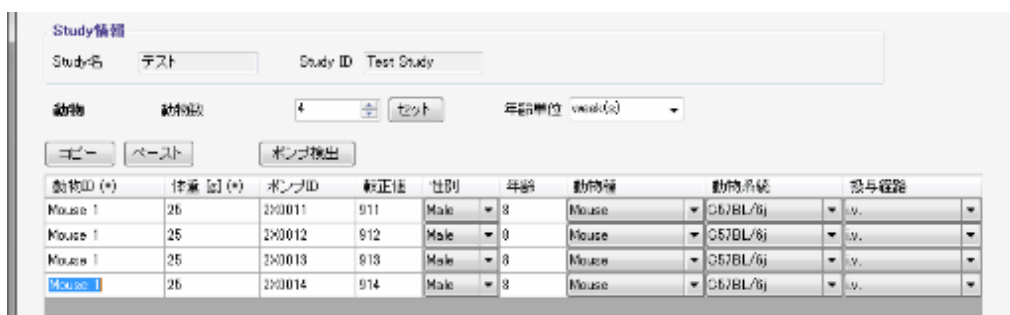 Study情報
Study名 テスト Study ID Test Study
動物 動物数 4 セット 年齢単位 week(s)
コピー ペースト ポンプ検出
動物ID (*) 体重 [g] (*) ポンプID 較正値 性別 年齢 動物種 動物系統 投与経路
Mouse 1 25 2X0011 911 Male 8 Mouse C57BL/6j i.v.
Mouse 1 25 2X0012 912 Male 8 Mouse C57BL/6j i.v.
Mouse 1 25 2X0013 913 Male 8 Mouse C57BL/6j i.v.
Mouse 1 25 2X0014 914 Male 8 Mouse C57BL/6j i.v.